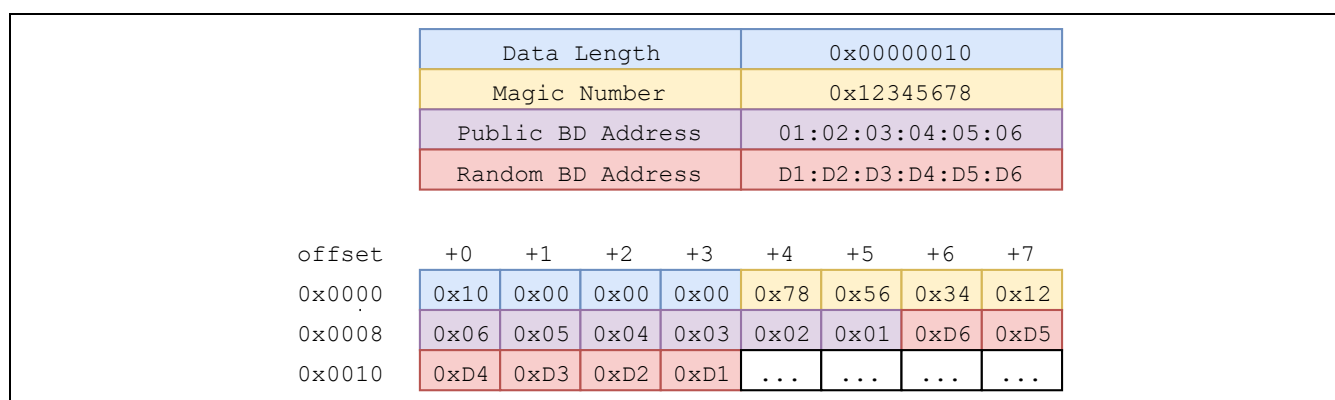 Data Length 0x00000010
Magic Number 0x12345678
Public BD Address 01:02:03:04:05:06
Random BD Address D1:D2:D3:D4:D5:D6
offset +0 +1 +2 +3 +4 +5 +6 +7
0x0000 0x10 0x00 0x00 0x00 0x78 0x56 0x34 0x12
0x0008 0x06 0x05 0x04 0x03 0x02 0x01 0xD6 0xD5
0x0010 0xD4 0xD3 0xD2 0xD1 ... ... ... ...